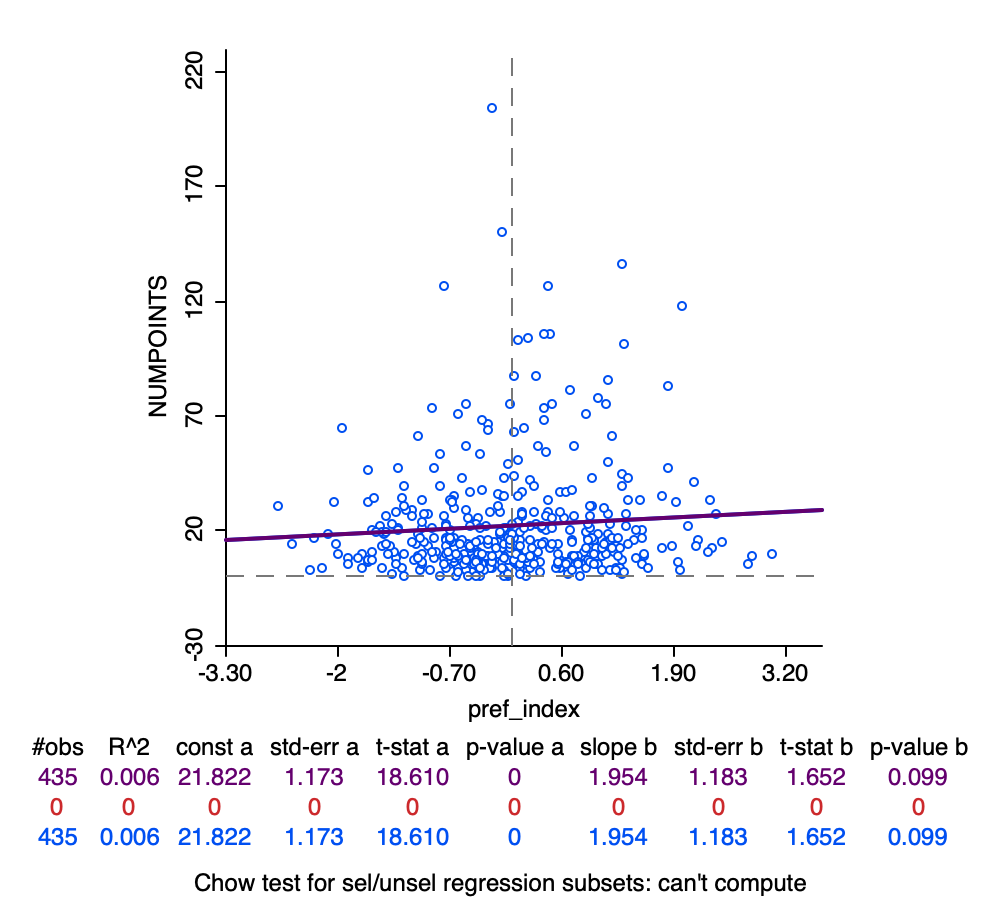 220
170
120
70
20
-30
NUMPOINTS
-3.30 -2 -0.70 0.60 1.90 3.20
pref_index
#obs R^2 const a std-err a t-stat a p-value a slope b std-err b t-stat b p-value b
435 0.006 21.822 1.173 18.610 0 1.954 1.183 1.652 0.099
0 0 0 0 0 0 0 0 0 0
435 0.006 21.822 1.173 18.610 0 1.954 1.183 1.652 0.099
Chow test for sel/unsel regression subsets: can't compute